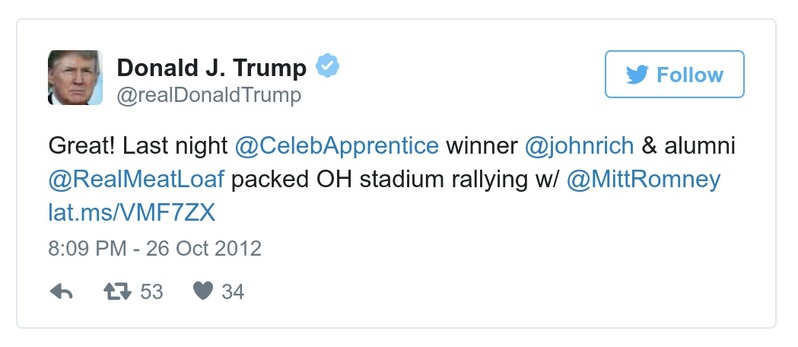 Donald J. Trump
@realDonaldTrump
Follow
Great! Last night @CelebApprentice winner @johnrich & alumni
@RealMeatLoaf packed OH stadium rallying w/ @MittRomney
lat.ms/VMF7ZX
8:09 PM - 26 Oct 2012
53 34